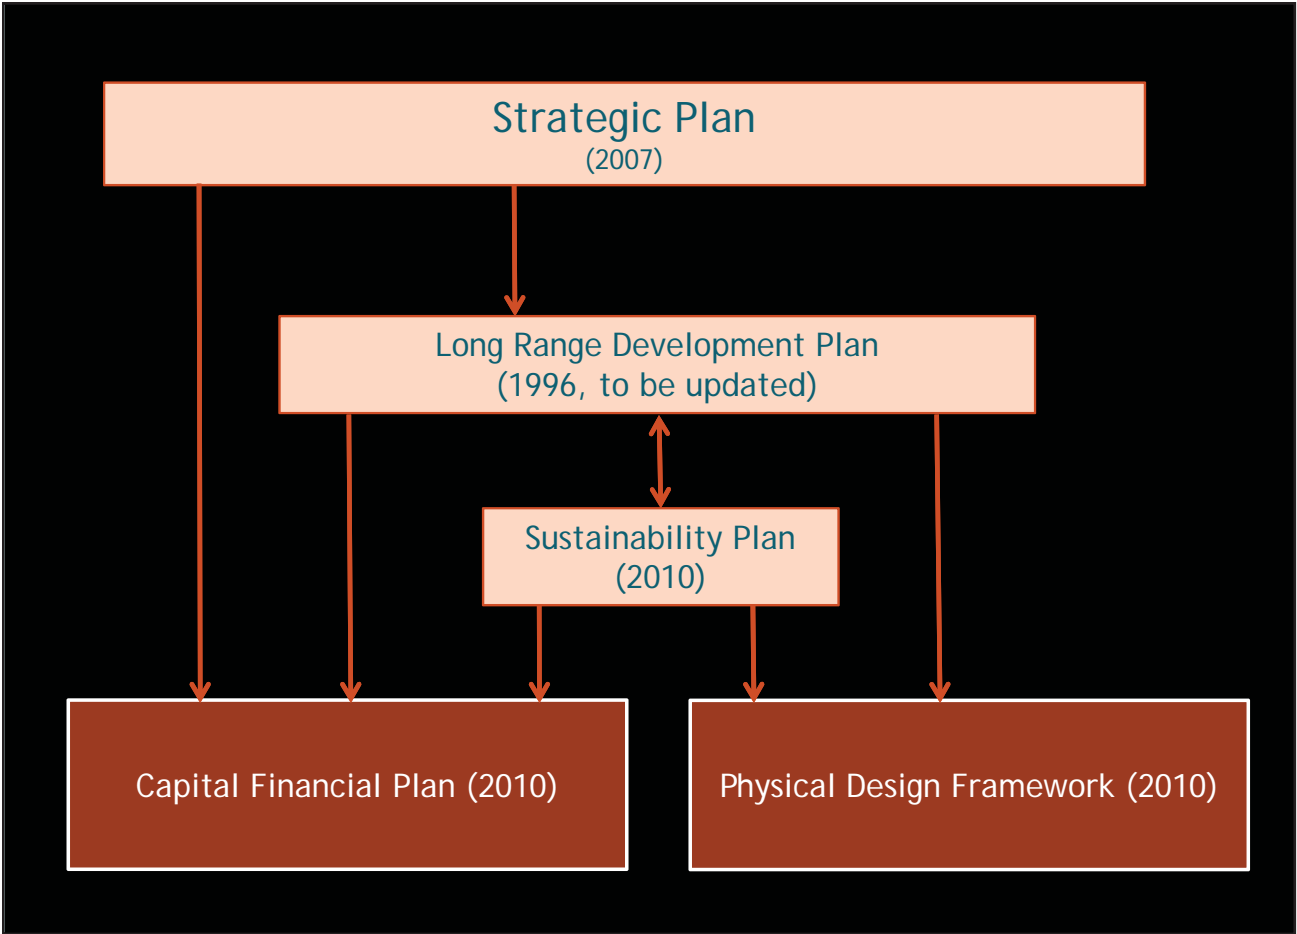 Strategic Plan
(2007)
Long Range Development Plan
(1996, to be updated)
Sustainability Plan
(2010)
Capital Financial Plan (2010)
Physical Design Framework (2010)